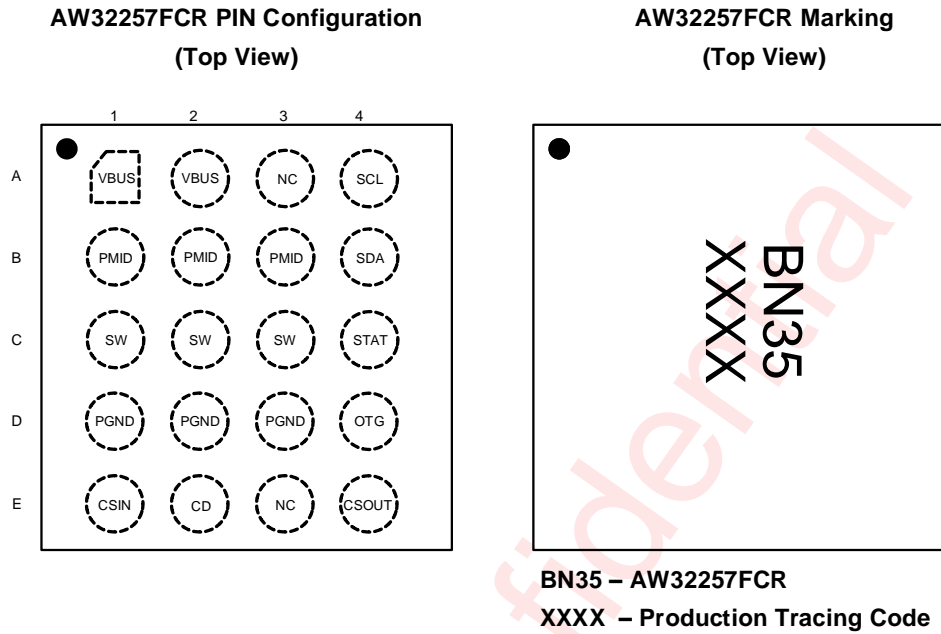 AW32257FCR PIN Configuration
(Top View)
1 2 3 4
A VBUS VBUS NC SCL
B PMID PMID PMID SDA
C SW SW SW STAT
D PGND PGND PGND OTG
E CSIN CD NC CSOUT
AW32257FCR Marking
(Top View)
BN35
XXXX
BN35 – AW32257FCR
XXXX – Production Tracing Code
fidential